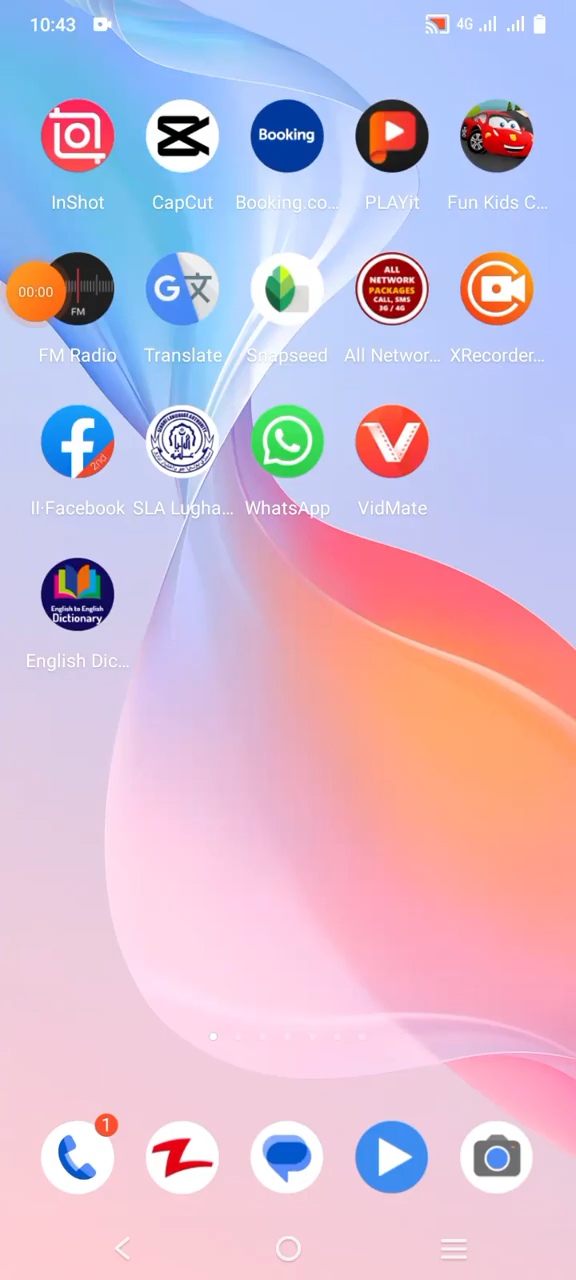 10:43
4G
Booking
InShot
CapCut
Booking.co...
PLAYit
Fun Kids C...
00:00
FM
G
ALL
NETWORK
PACKAGES
CALL, SMS
3G / 4G
FM Radio
Translate
Snapseed
All Networ...
XRecorder...
2nd
II·Facebook
SLA Lugha...
WhatsApp
VidMate
English to English
Dictionary
English Dic...
1